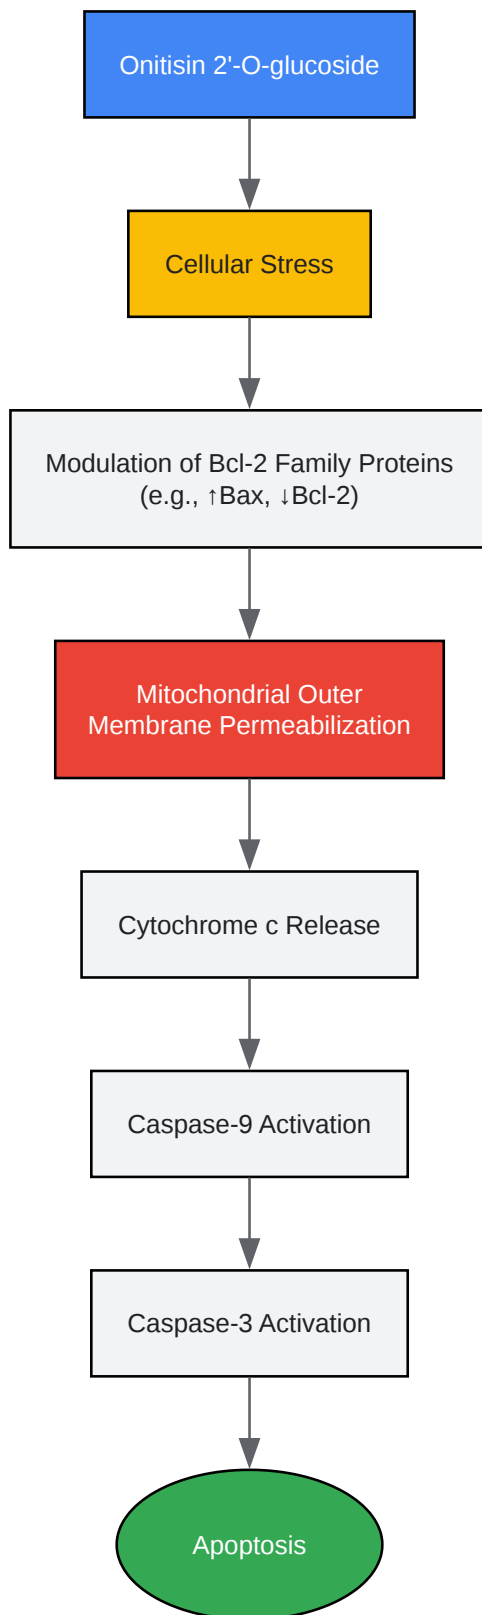 Onitisin 2'-O-glucoside
Cellular Stress
Modulation of Bcl-2 Family Proteins
(e.g., ↑Bax, ↓Bcl-2)
Mitochondrial Outer
Membrane Permeabilization
Cytochrome c Release
Caspase-9 Activation
Caspase-3 Activation
Apoptosis